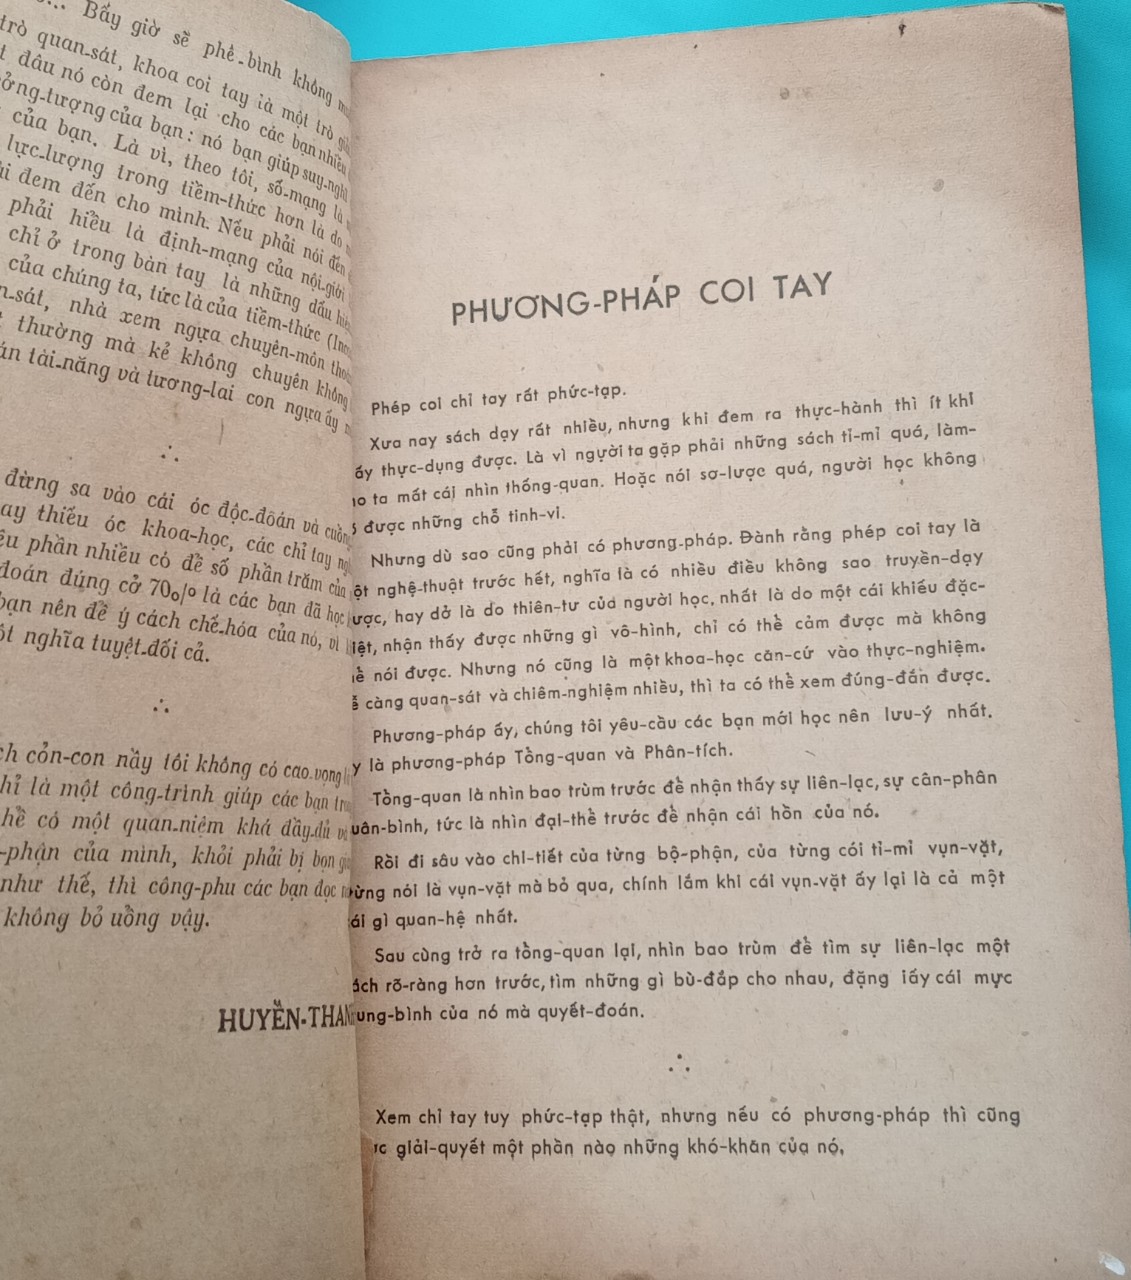 Bấy giờ sẽ phê-bình không
trò quan-sát, khoa coi tay là một trò
đâu nó còn đem lại cho các bạn nhiều
của bạn: nó bạn giúp suy-nghĩ
của bạn. Là vì, theo tôi, số-mạng là
lực-lượng trong tiềm-thức hơn là do
đem đến cho mình. Nếu phải nói đến
phải hiểu là định-mạng của nội-giới
chỉ ở trong bàn tay là những dấu
của chúng ta, tức là của tiềm-thức
nhà xem ngựa chuyên-môn
thường mà kẻ không chuyên không
tài-năng và tương-lai con ngựa ấy
∴
đừng sa vào cái óc độc-đoán và
thiếu óc khoa-học, các chỉ tay
phần nhiều có đề số phần trăm của
đoán đúng cở 70% là các bạn đã học
bạn nên để ý cách chế-hóa của nó, vì
nghĩa tuyệt-đối cả.
∴
cỏn-con nầy tôi không có cao-vọng
là một công-trình giúp các bạn
có một quan-niệm khá đầy-đủ
của mình, khỏi phải bị bọn
như thế, thì công-phu các bạn đọc
không bỏ uồng vậy.
HUYỀN-THAN
PHƯƠNG-PHÁP COI TAY
Phép coi chỉ tay rất phức-tạp.
Xưa nay sách dạy rất nhiều, nhưng khi đem ra thực-hành thì ít khi
ấy thực-dụng được. Là vì người ta gặp phải những sách tỉ-mỉ quá, làm-
ta mất cái nhìn thống-quan. Hoặc nói sơ-lược quá, người học không
được những chỗ tinh-vi.
Nhưng dù sao cũng phải có phương-pháp. Đành rằng phép coi tay là
ột nghệ-thuật trước hết, nghĩa là có nhiều điều không sao truyền-dạy
ược, hay dở là do thiên-tư của người học, nhất là do một cái khiếu đặc-
iệt, nhận thấy được những gì vô-hình, chỉ có thể cảm được mà không
nói được. Nhưng nó cũng là một khoa-học căn-cứ vào thực-nghiệm.
càng quan-sát và chiêm-nghiệm nhiều, thì ta có thể xem đúng-đắn được.
Phương-pháp ấy, chúng tôi yêu-cầu các bạn mới học nên lưu-ý nhất.
y là phương-pháp Tổng-quan và Phân-tích.
Tổng-quan là nhìn bao trùm trước để nhận thấy sự liên-lạc, sự cân-phân
uân-bình, tức là nhìn đại-thể trước để nhận cái hồn của nó.
Rồi đi sâu vào chi-tiết của từng bộ-phận, của từng cói tỉ-mỉ vụn-vặt,
ừng nói là vụn-vặt mà bỏ qua, chính lắm khi cái vụn-vặt ấy lại là cả một
ái gì quan-hệ nhất.
Sau cùng trở ra tổng-quan lại, nhìn bao trùm để tìm sự liên-lạc một
ách rõ-ràng hơn trước, tìm những gì bù-đắp cho nhau, đặng lấy cái mực
ung-bình của nó mà quyết-đoán.
∴
Xem chỉ tay tuy phức-tạp thật, nhưng nếu có phương-pháp thì cũng
giải-quyết một phần nào những khó-khăn của nó.